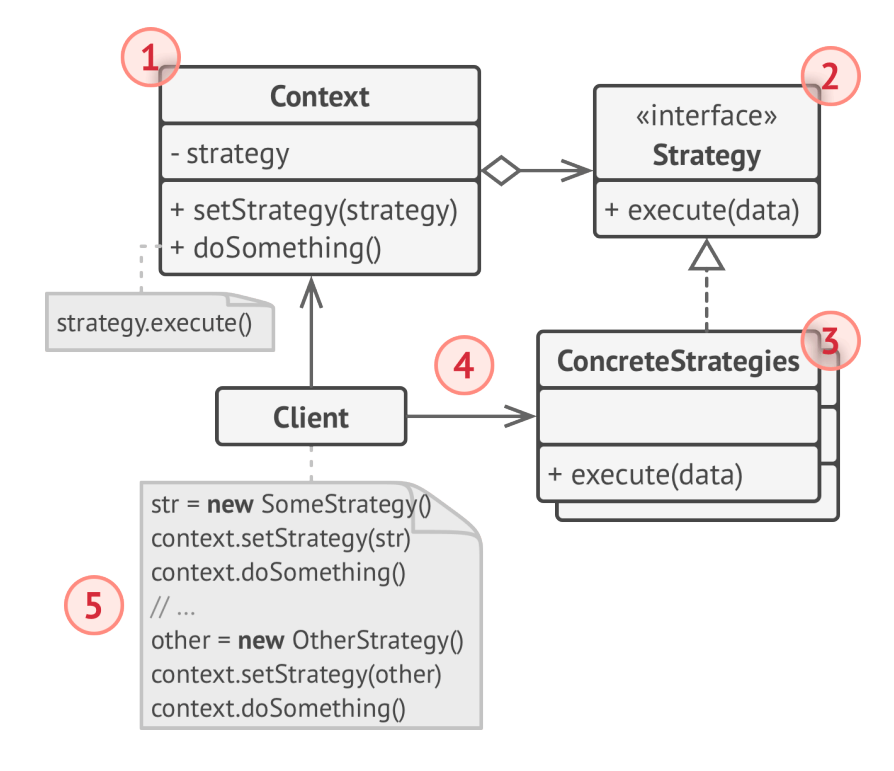 1
Context
- strategy
+ setStrategy(strategy)
+ doSomething()
strategy.execute()
2
«interface»
Strategy
+ execute(data)
3
ConcreteStrategies
+ execute(data)
4
Client
5
str = new SomeStrategy()
context.setStrategy(str)
context.doSomething()
// ...
other = new OtherStrategy()
context.setStrategy(other)
context.doSomething()